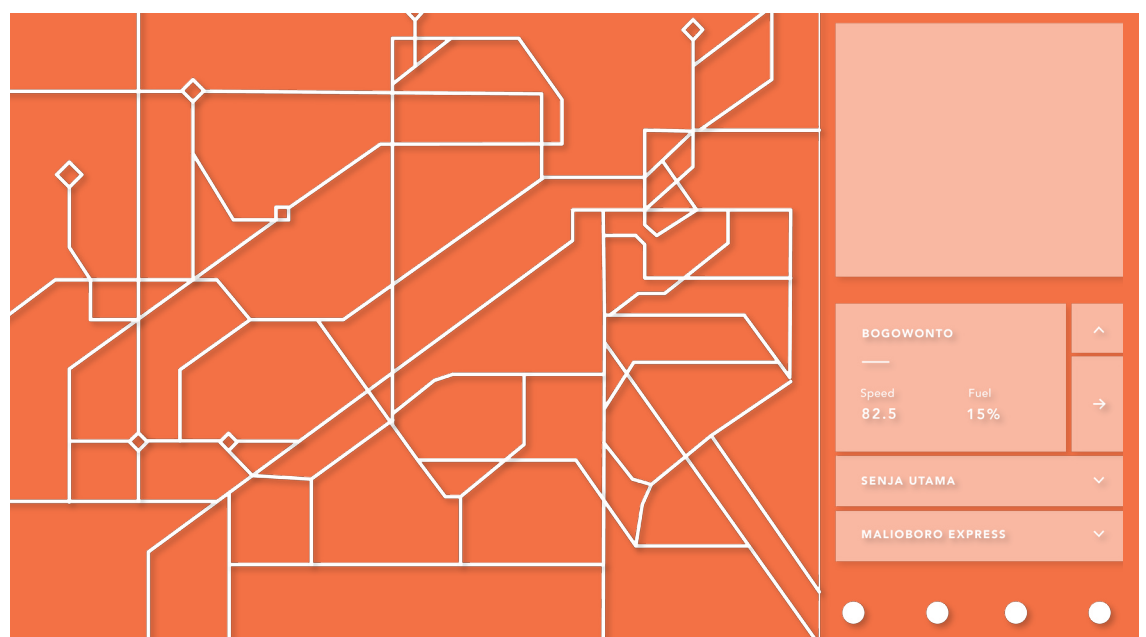 BOGOWONTO
Speed Fuel
82.5 15%
SENJA UTAMA
MALIOBORO EXPRESS